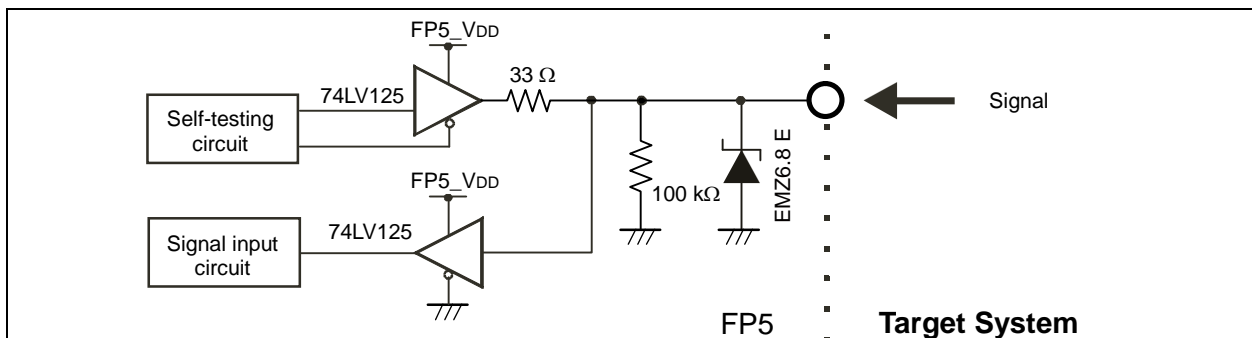 FP5_VDD
33 Ω
74LV125
Self-testing
circuit
Signal
EMZ6.8 E
100 kΩ
FP5_VDD
74LV125
Signal input
circuit
FP5
Target System